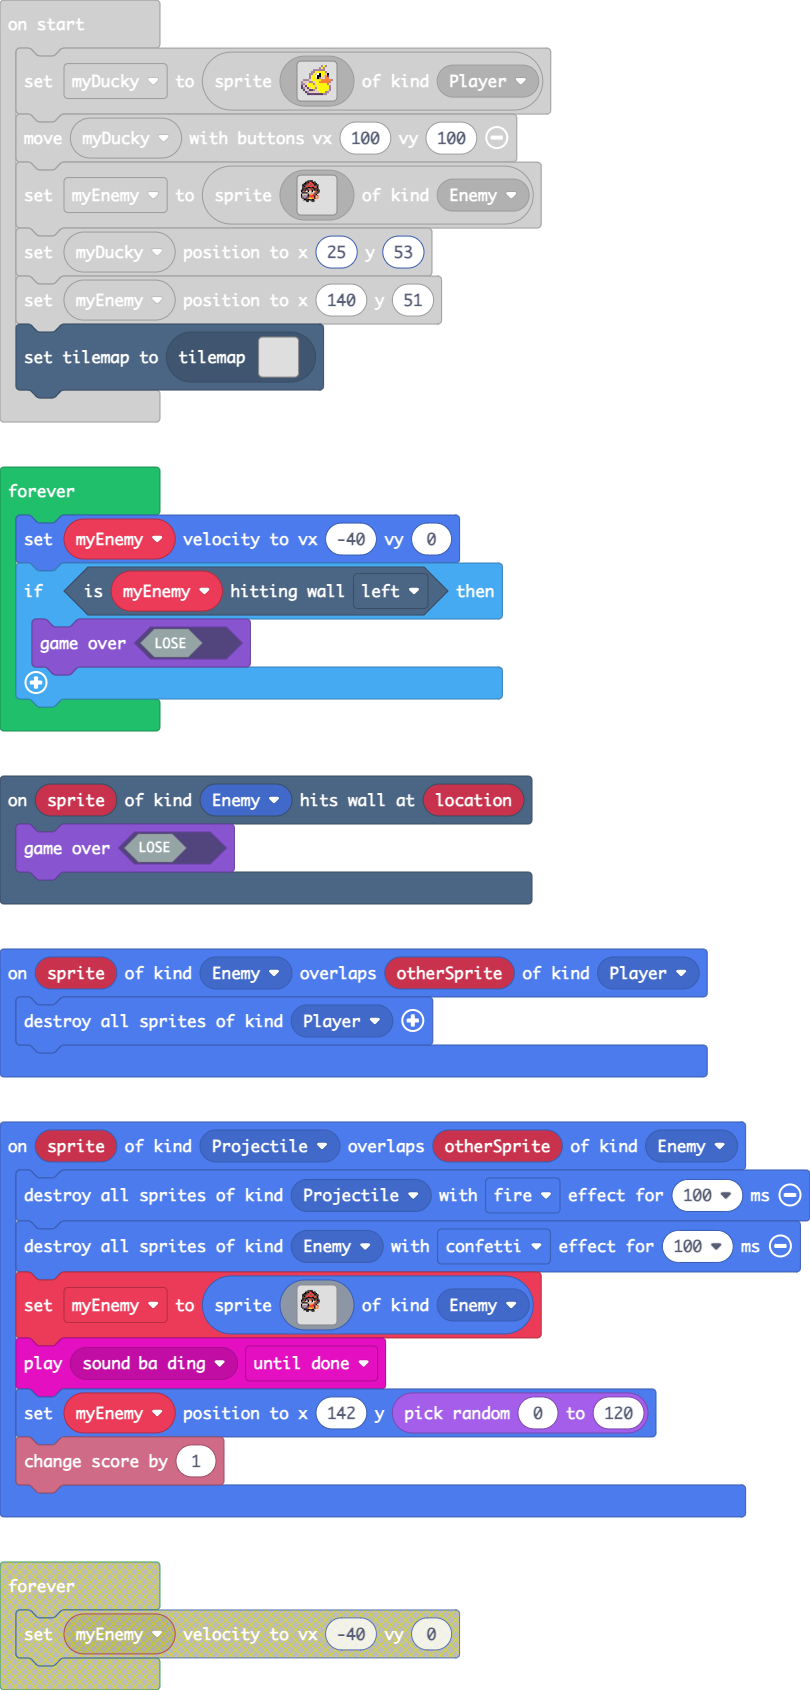 on start
set myDucky to sprite of kind Player
move myDucky with buttons vx 100 vy 100
set myEnemy to sprite of kind Enemy
set myDucky position to x 25 y 53
set myEnemy position to x 140 y 51
set tilemap to tilemap
forever
set myEnemy velocity to vx -40 vy 0
if is myEnemy hitting wall left then
game over LOSE
on sprite of kind Enemy hits wall at location
game over LOSE
on sprite of kind Enemy overlaps otherSprite of kind Player
destroy all sprites of kind Player
on sprite of kind Projectile overlaps otherSprite of kind Enemy
destroy all sprites of kind Projectile with fire effect for 100 ms
destroy all sprites of kind Enemy with confetti effect for 100 ms
set myEnemy to sprite of kind Enemy
play sound ba ding until done
set myEnemy position to x 142 y pick random 0 to 120
change score by 1
forever
set myEnemy velocity to vx -40 vy 0